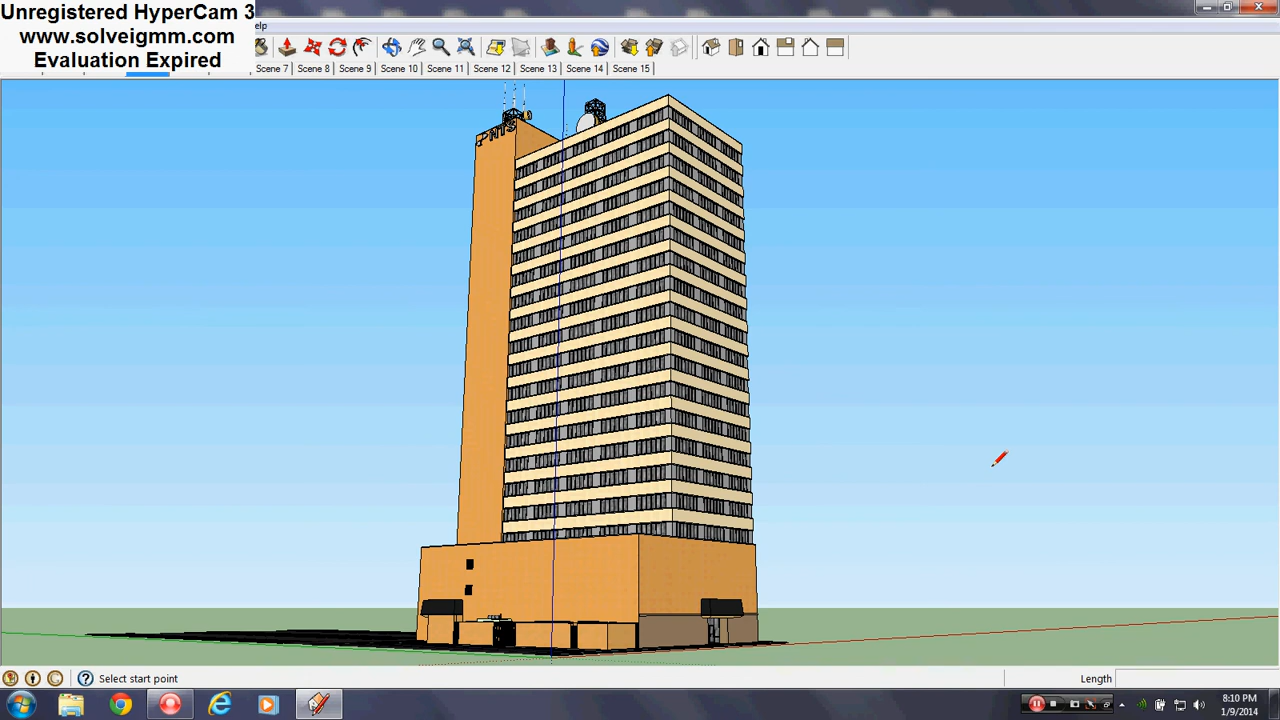 Unregistered HyperCam 3
www.solveigmm.com
Evaluation Expired
elp
Scene 7 Scene 8 Scene 9 Scene 10 Scene 11 Scene 12 Scene 13 Scene 14 Scene 15
PNTS
Select start point
Length
8:10 PM
1/9/2014